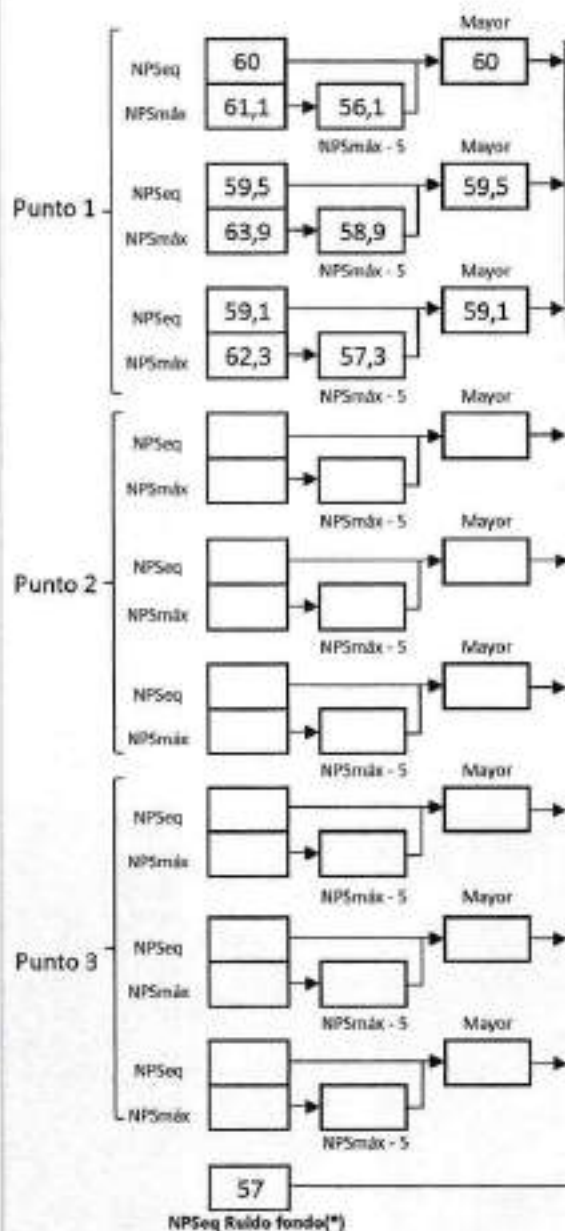 Mayor
NPSeq 60 60
NPSmáx 61,1 56,1
NPSmáx - 5
Mayor
NPSeq 59,5 59,5
Punto 1
NPSmáx 63,9 58,9
NPSmáx - 5
Mayor
NPSeq 59,1 59,1
NPSmáx 62,3 57,3
NPSmáx - 5
Mayor
NPSeq
NPSmáx
NPSmáx - 5
Mayor
NPSeq
Punto 2
NPSmáx
NPSmáx - 5
Mayor
NPSeq
NPSmáx
NPSmáx - 5
Mayor
NPSeq
NPSmáx
NPSmáx - 5
Mayor
NPSeq
Punto 3
NPSmáx
NPSmáx - 5
Mayor
NPSeq
NPSmáx
NPSmáx - 5
57
NPSeq Ruido fondo(*)